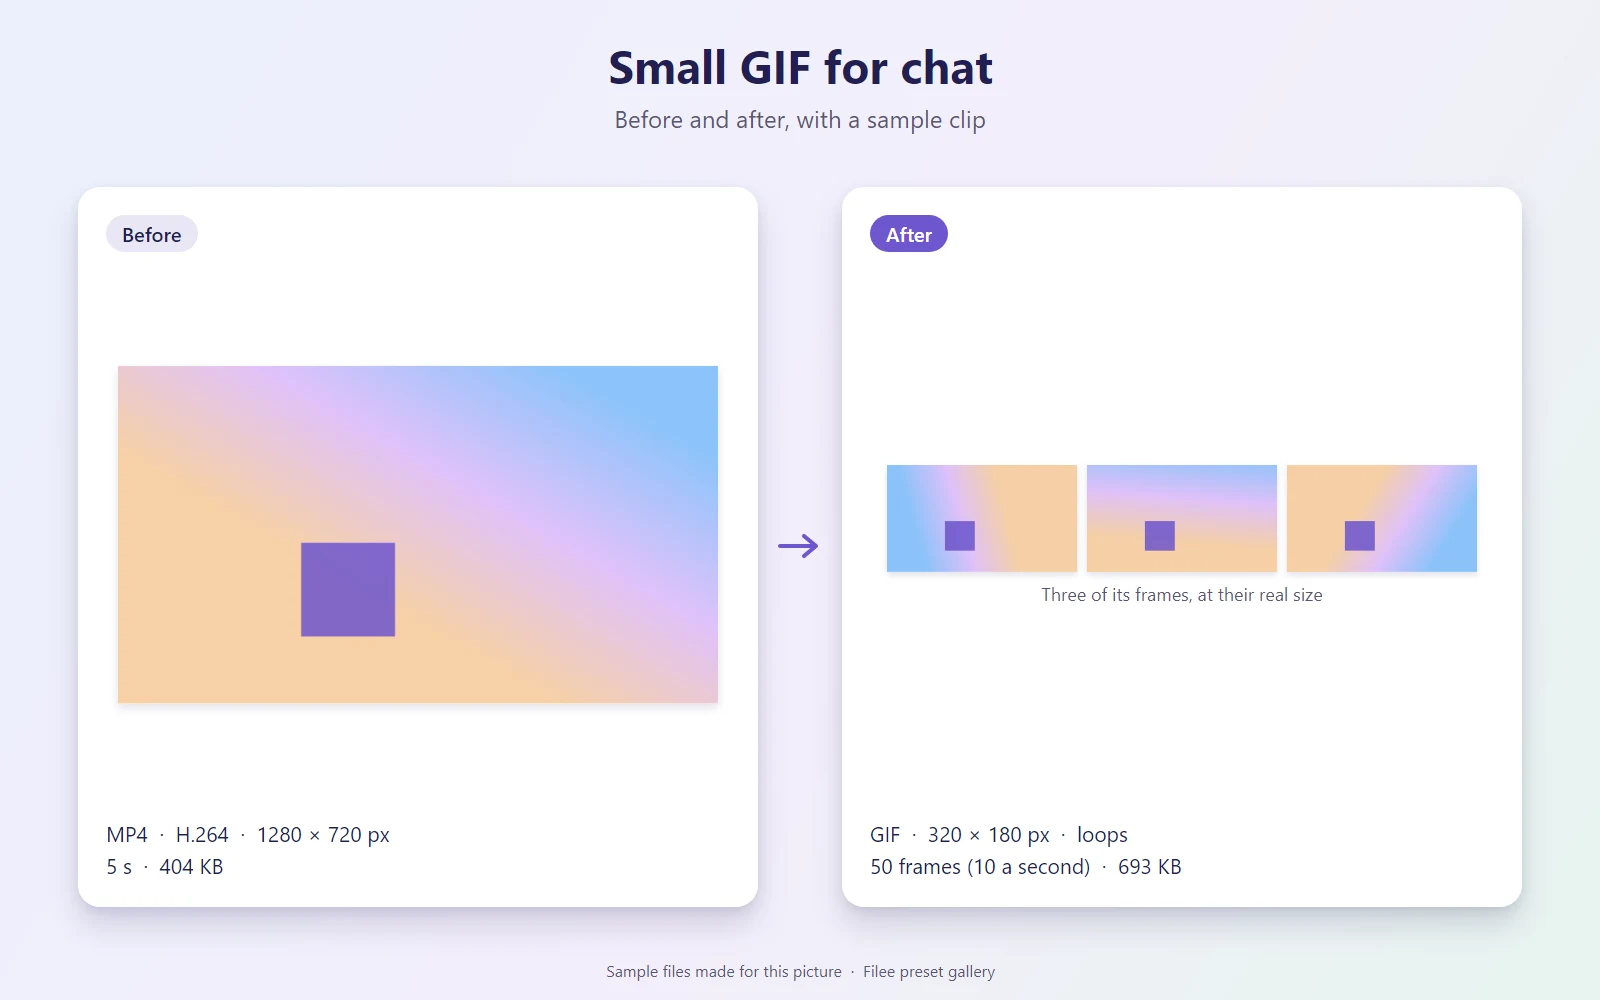 Small GIF for chat
Before and after, with a sample clip
Before
MP4 · H.264 · 1280 × 720 px
5 s · 404 KB
After
Three of its frames, at their real size
GIF · 320 × 180 px · loops
50 frames (10 a second) · 693 KB
Sample files made for this picture · Filee preset gallery